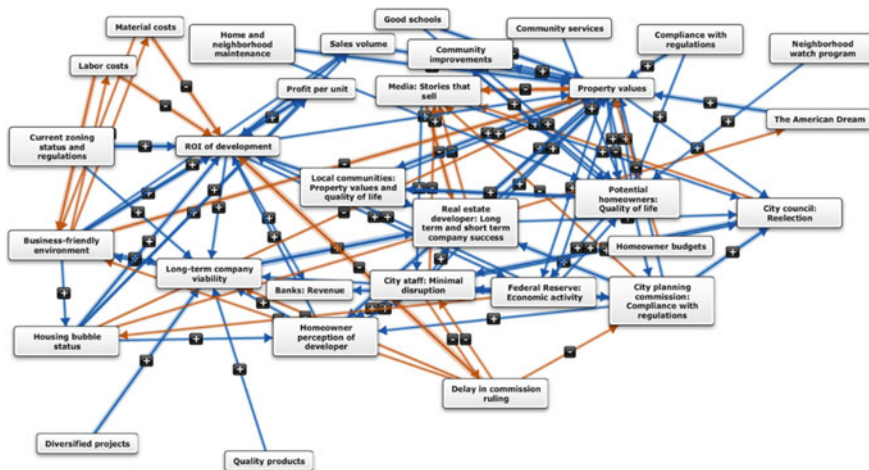 Material costs
Home and
neighborhood
maintenance
Sales volume
Good schools
Community
improvements
Community services
Compliance with
regulations
Neighborhood
watch program
Labor costs
Profit per unit
Media: Stories that
sell
Property values
The American Dream
Current zoning
status and
regulations
ROI of development
Local communities:
Property values and
quality of life
Potential
homeowners:
Quality of life
City council:
Reelection
Real estate
developer: Long
term and short term
company success
Business-friendly
environment
Homeowner budgets
Long-term company
viability
Banks: Revenue
City staff: Minimal
disruption
Federal Reserve:
Economic activity
City planning
commission:
Compliance with
regulations
Housing bubble
status
Homeowner
perception of
developer
Delay in commission
ruling
Diversified projects
Quality products